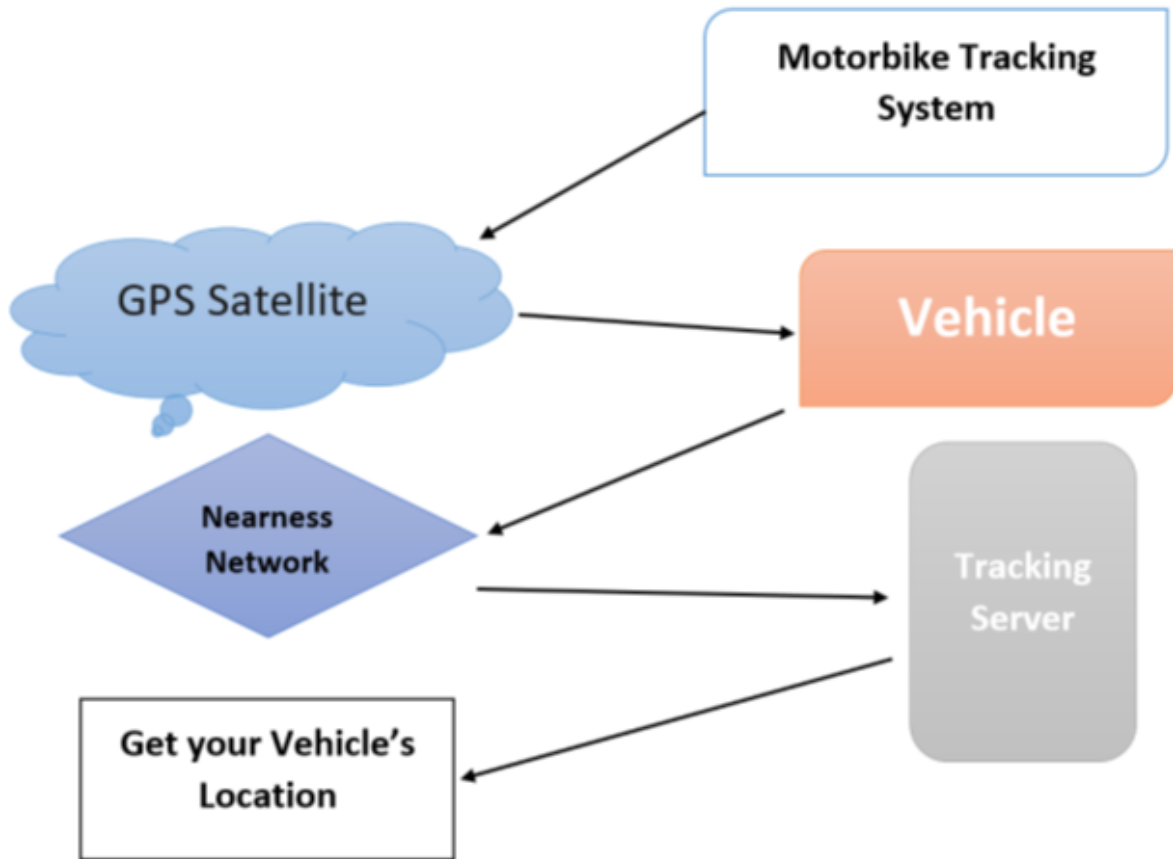 Motorbike Tracking
System
GPS Satellite
Vehicle
Nearness
Network
Tracking
Server
Get your Vehicle’s
Location